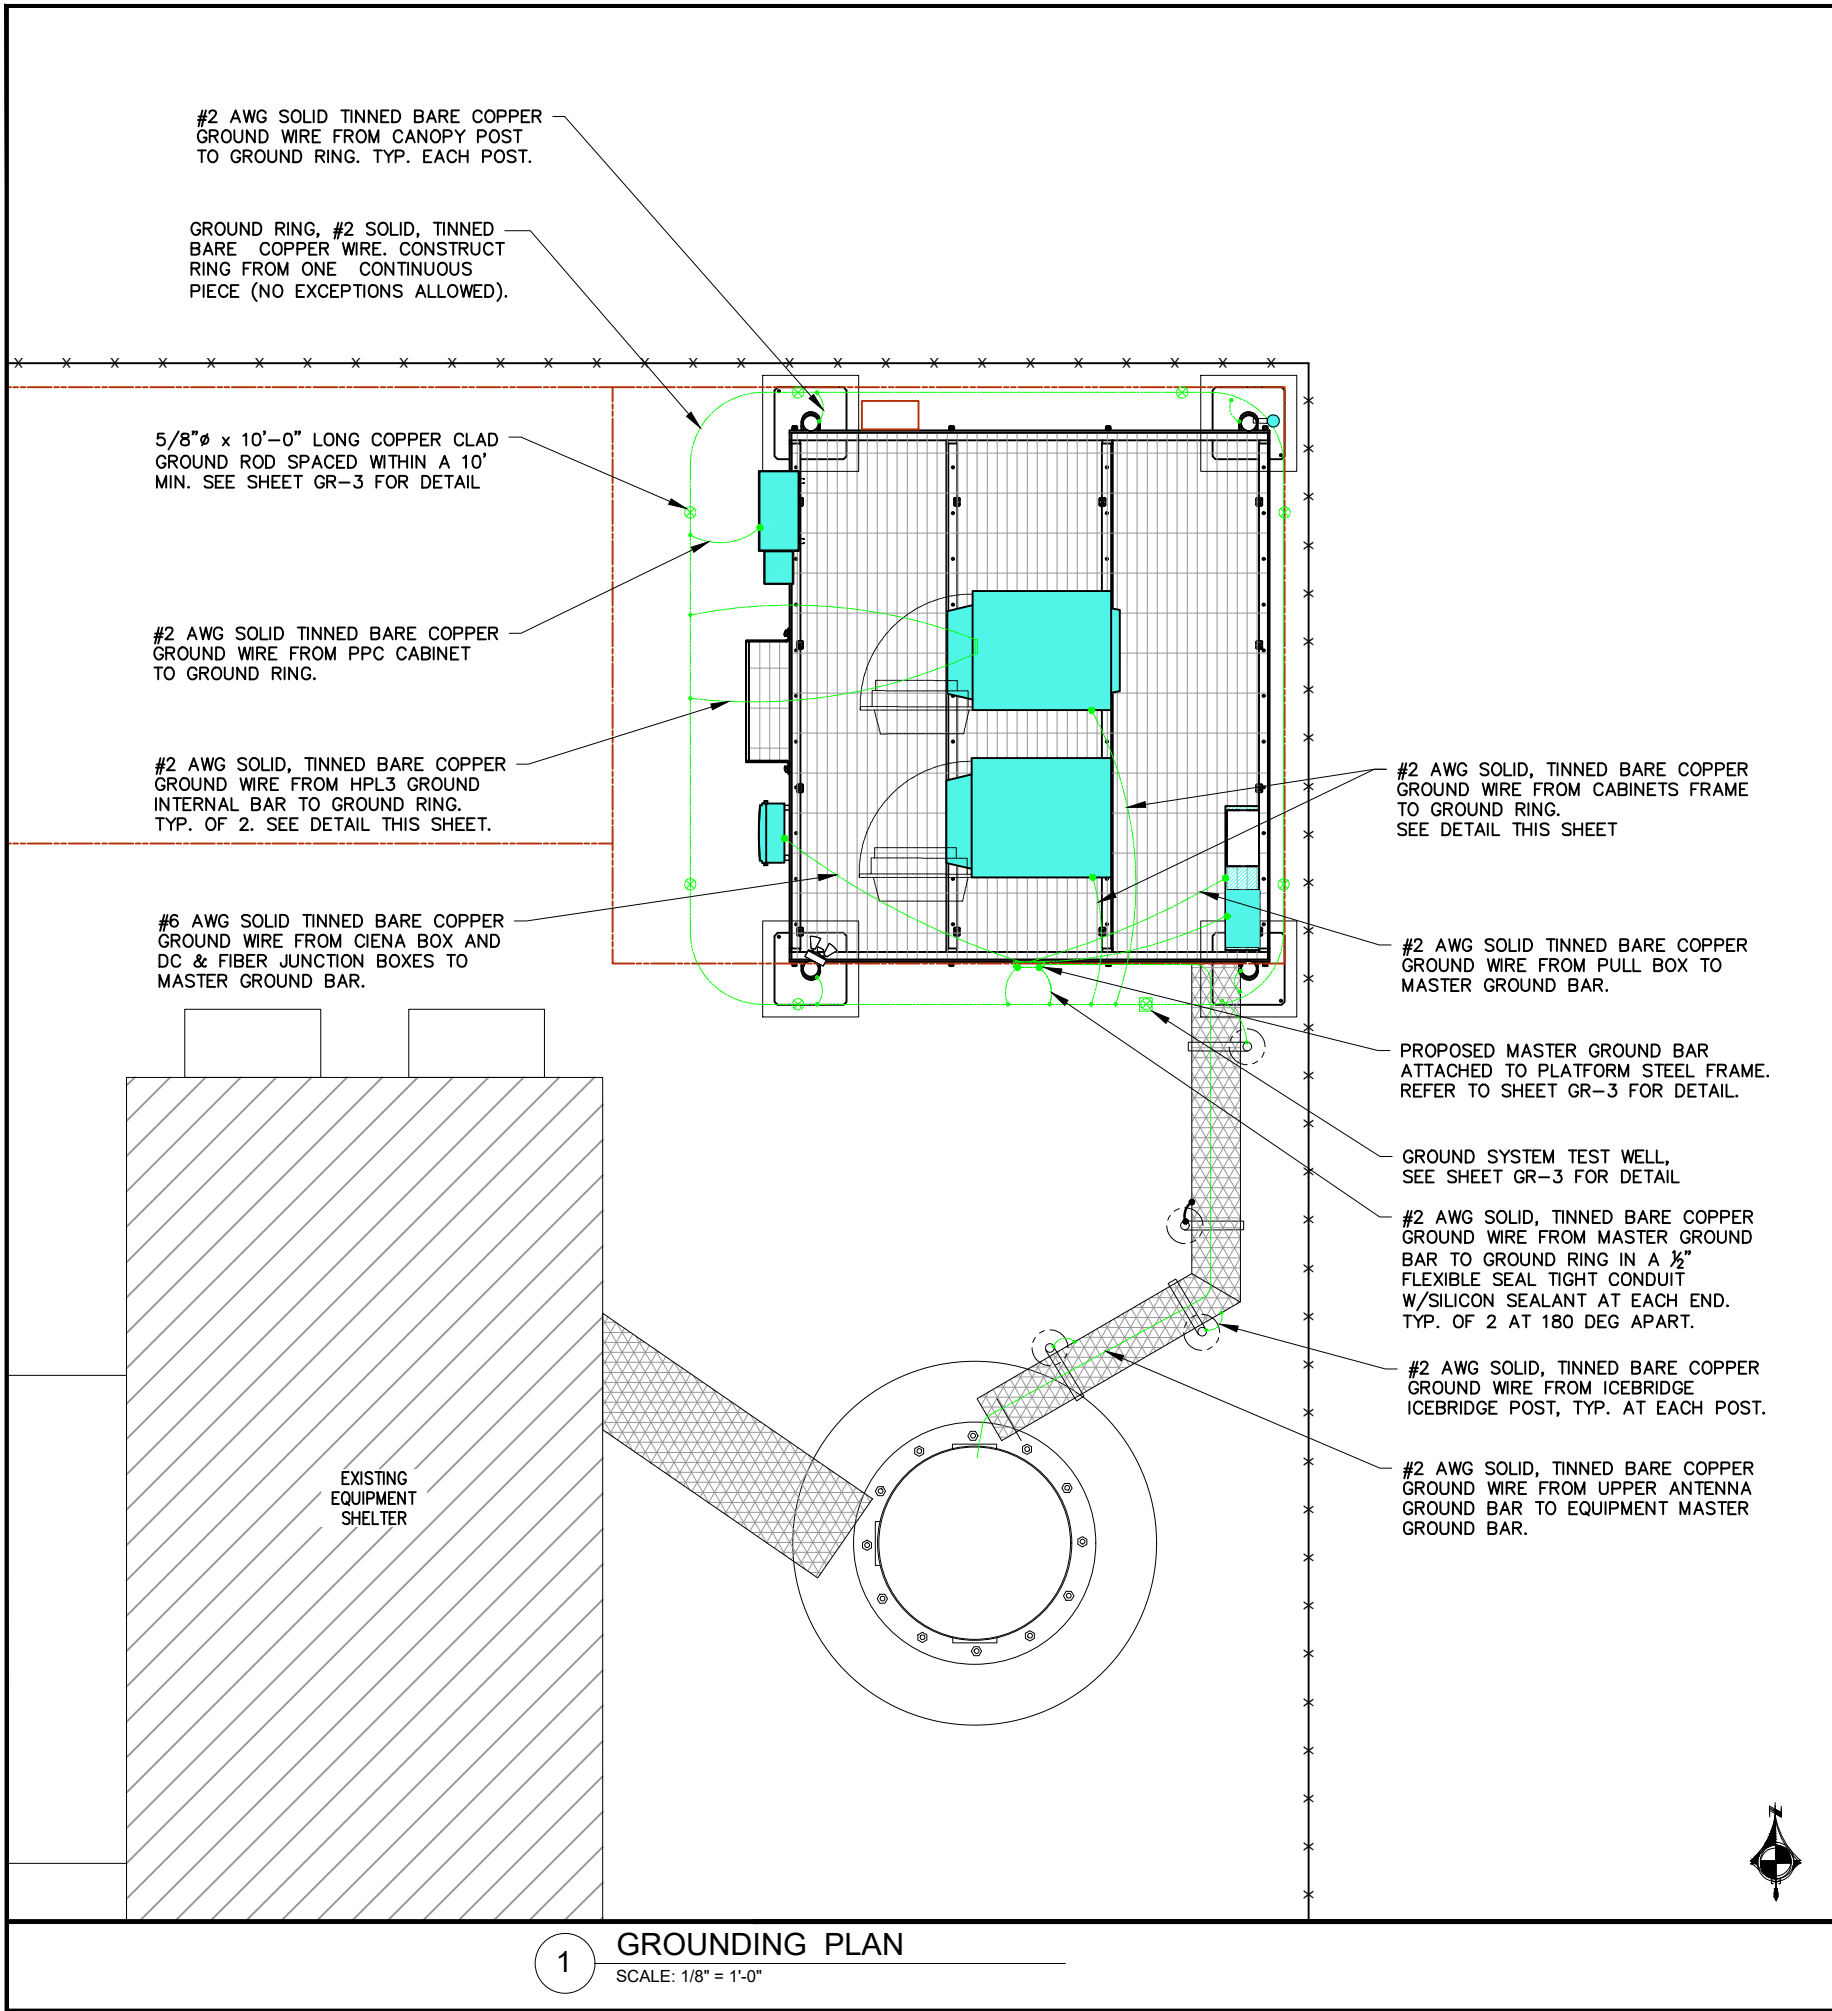 #2 AWG SOLID TINNED BARE COPPER
GROUND WIRE FROM CANOPY POST
TO GROUND RING. TYP. EACH POST.
GROUND RING, #2 SOLID, TINNED
BARE COPPER WIRE. CONSTRUCT
RING FROM ONE CONTINUOUS
PIECE (NO EXCEPTIONS ALLOWED).
5/8"ø x 10'-0" LONG COPPER CLAD
GROUND ROD SPACED WITHIN A 10'
MIN. SEE SHEET GR-3 FOR DETAIL
#2 AWG SOLID TINNED BARE COPPER
GROUND WIRE FROM PPC CABINET
TO GROUND RING.
#2 AWG SOLID, TINNED BARE COPPER
GROUND WIRE FROM HPL3 GROUND
INTERNAL BAR TO GROUND RING.
TYP. OF 2. SEE DETAIL THIS SHEET.
#6 AWG SOLID TINNED BARE COPPER
GROUND WIRE FROM CIENA BOX AND
DC & FIBER JUNCTION BOXES TO
MASTER GROUND BAR.
#2 AWG SOLID, TINNED BARE COPPER
GROUND WIRE FROM CABINETS FRAME
TO GROUND RING.
SEE DETAIL THIS SHEET
#2 AWG SOLID TINNED BARE COPPER
GROUND WIRE FROM PULL BOX TO
MASTER GROUND BAR.
PROPOSED MASTER GROUND BAR
ATTACHED TO PLATFORM STEEL FRAME.
REFER TO SHEET GR-3 FOR DETAIL.
GROUND SYSTEM TEST WELL,
SEE SHEET GR-3 FOR DETAIL
#2 AWG SOLID, TINNED BARE COPPER
GROUND WIRE FROM MASTER GROUND
BAR TO GROUND RING IN A ½"
FLEXIBLE SEAL TIGHT CONDUIT
W/SILICON SEALANT AT EACH END.
TYP. OF 2 AT 180 DEG APART.
#2 AWG SOLID, TINNED BARE COPPER
GROUND WIRE FROM ICEBRIDGE
ICEBRIDGE POST, TYP. AT EACH POST.
#2 AWG SOLID, TINNED BARE COPPER
GROUND WIRE FROM UPPER ANTENNA
GROUND BAR TO EQUIPMENT MASTER
GROUND BAR.
EXISTING
EQUIPMENT
SHELTER
N
1
GROUNDING PLAN
SCALE: 1/8" = 1'-0"